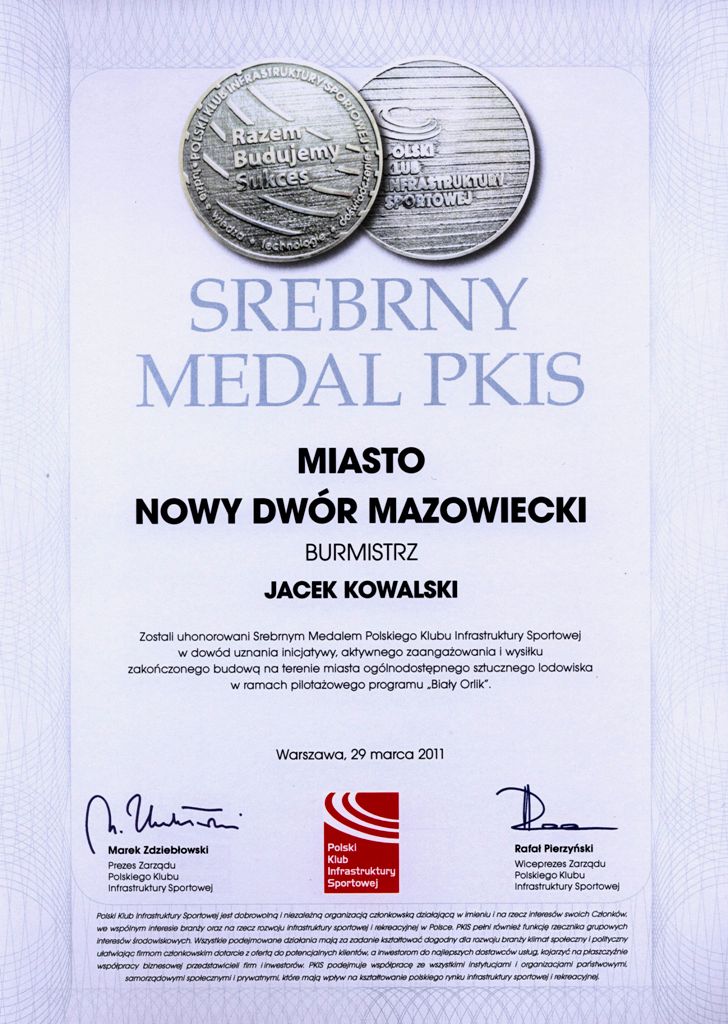 POLSKI KLUB INFRASTRUKTURY SPORTOWEJ
Razem
Budujemy
Sukces
ludzie • wiedza • technologia • doświadczenie
POLSKI
KLUB
INFRASTRUKTURY
SPORTOWEJ
SREBRNY
MEDAL PKIS
MIASTO
NOWY DWÓR MAZOWIECKI
BURMISTRZ
JACEK KOWALSKI
Zostali uhonorowani Srebrnym Medalem Polskiego Klubu Infrastruktury Sportowej
w dowód uznania inicjatywy, aktywnego zaangażowania i wysiłku
zakończonego budową na terenie miasta ogólnodostępnego sztucznego lodowiska
w ramach pilotażowego programu „Biały Orlik”.
Warszawa, 29 marca 2011
Marek Zdziebłowski
Prezes Zarządu
Polskiego Klubu
Infrastruktury Sportowej
Polski
Klub
Infrastruktury
Sportowej
Rafał Pierzyński
Wiceprezes Zarządu
Polskiego Klubu
Infrastruktury Sportowej
Polski Klub Infrastruktury Sportowej jest dobrowolną i niezależną organizacją członkowską działającą w imieniu i na rzecz interesów swoich Członków,
we wspólnym interesie branży oraz na rzecz rozwoju infrastruktury sportowej i rekreacyjnej w Polsce. PKIS pełni również funkcję rzecznika grupowych
interesów środowiskowych. Wszystkie podejmowane działania mają za zadanie kształtować dogodny dla rozwoju branży klimat społeczny i polityczny
ułatwiając firmom członkowskim dotarcie z ofertą do potencjalnych klientów, a inwestorom do najlepszych dostawców usług, kojarzyć na płaszczyźnie
współpracy biznesowej przedstawicieli firm i inwestorów. PKIS podejmuje współpracę ze wszystkimi instytucjami i organizacjami państwowymi,
samorządowymi społecznymi i prywatnymi, które mają wpływ na kształtowanie polskiego rynku infrastruktury sportowej i rekreacyjnej.